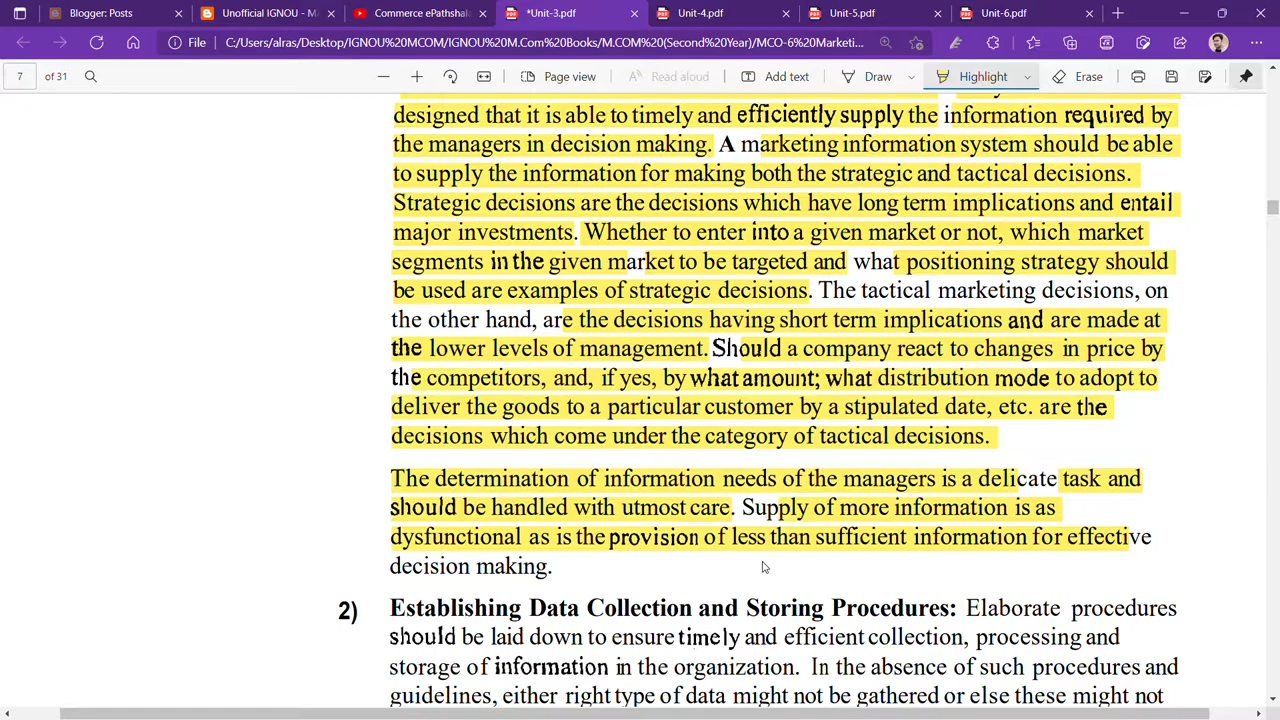 Blogger: Posts
Unofficial IGNOU - MA
Commerce ePathshal
*Unit-3.pdf
Unit-4.pdf
Unit-5.pdf
Unit-6.pdf
File
C:/Users/alras/Desktop/IGNOU%20MCOM/IGNOU%20M.Com%20Books/M.COM%20(Second%20Year)/MCO-6%20Marketi...
7 of 31
Page view
Read aloud
Add text
Draw
Highlight
Erase
designed that it is able to timely and efficiently supply the information required by
the managers in decision making. A marketing information system should be able
to supply the information for making both the strategic and tactical decisions.
Strategic decisions are the decisions which have long term implications and entail
major investments. Whether to enter into a given market or not, which market
segments in the given market to be targeted and what positioning strategy should
be used are examples of strategic decisions. The tactical marketing decisions, on
the other hand, are the decisions having short term implications and are made at
the lower levels of management. Should a company react to changes in price by
the competitors, and, if yes, by what amount; what distribution mode to adopt to
deliver the goods to a particular customer by a stipulated date, etc. are the
decisions which come under the category of tactical decisions.
The determination of information needs of the managers is a delicate task and
should be handled with utmost care. Supply of more information is as
dysfunctional as is the provision of less than sufficient information for effective
decision making.
2) Establishing Data Collection and Storing Procedures: Elaborate procedures
should be laid down to ensure timely and efficient collection, processing and
storage of information in the organization. In the absence of such procedures and
guidelines, either right type of data might not be gathered or else these might not